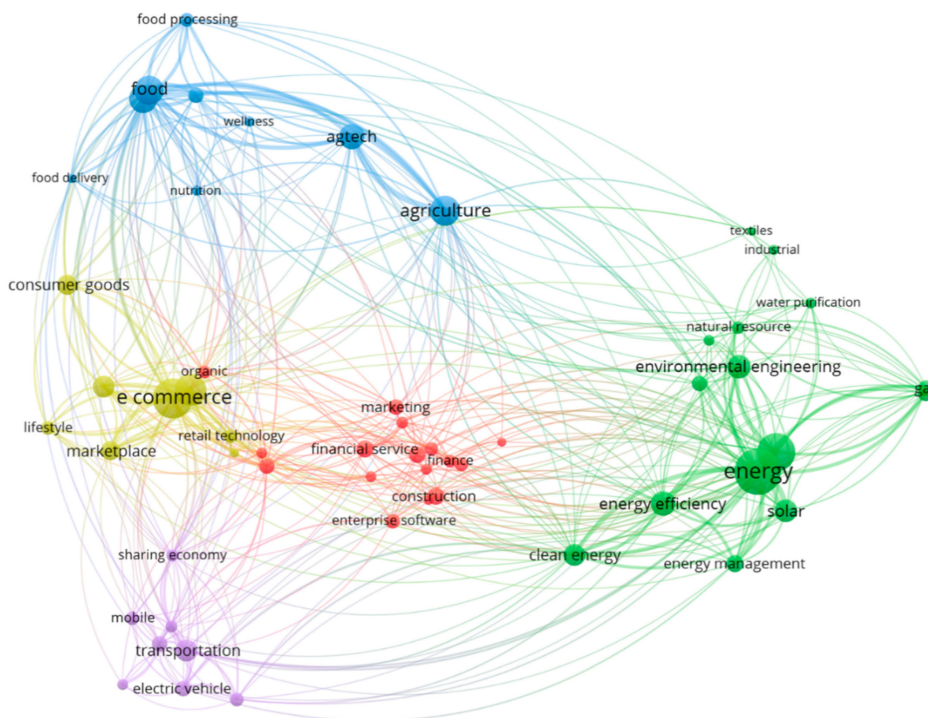 food processing
food
wellness
agtech
food delivery
nutrition
agriculture
textiles
industrial
consumer goods
water purification
natural resource
organic
environmental engineering
e commerce
marketing
lifestyle
retail technology
marketplace
financial service
finance
energy
construction
energy efficiency
solar
enterprise software
sharing economy
clean energy
energy management
mobile
transportation
electric vehicle